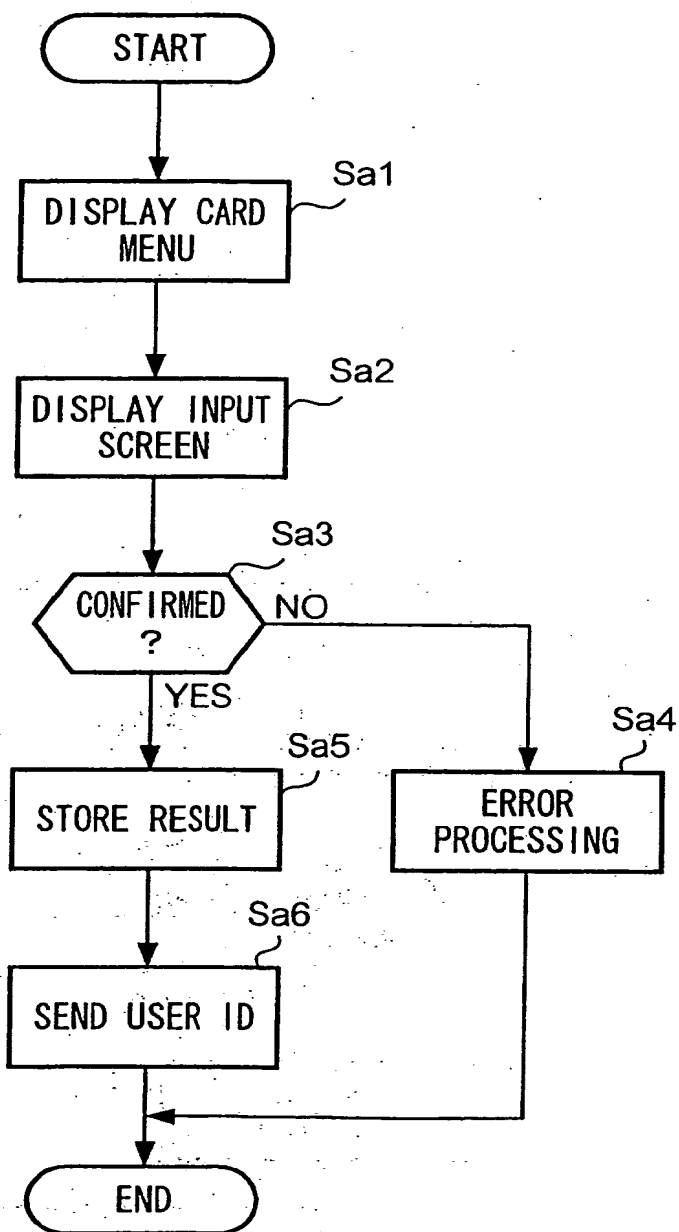 START
Sa1
DISPLAY CARD
MENU
Sa2
DISPLAY INPUT
SCREEN
Sa3
CONFIRMED
?
NO
YES
Sa5
STORE RESULT
Sa4
ERROR
PROCESSING
Sa6
SEND USER ID
END